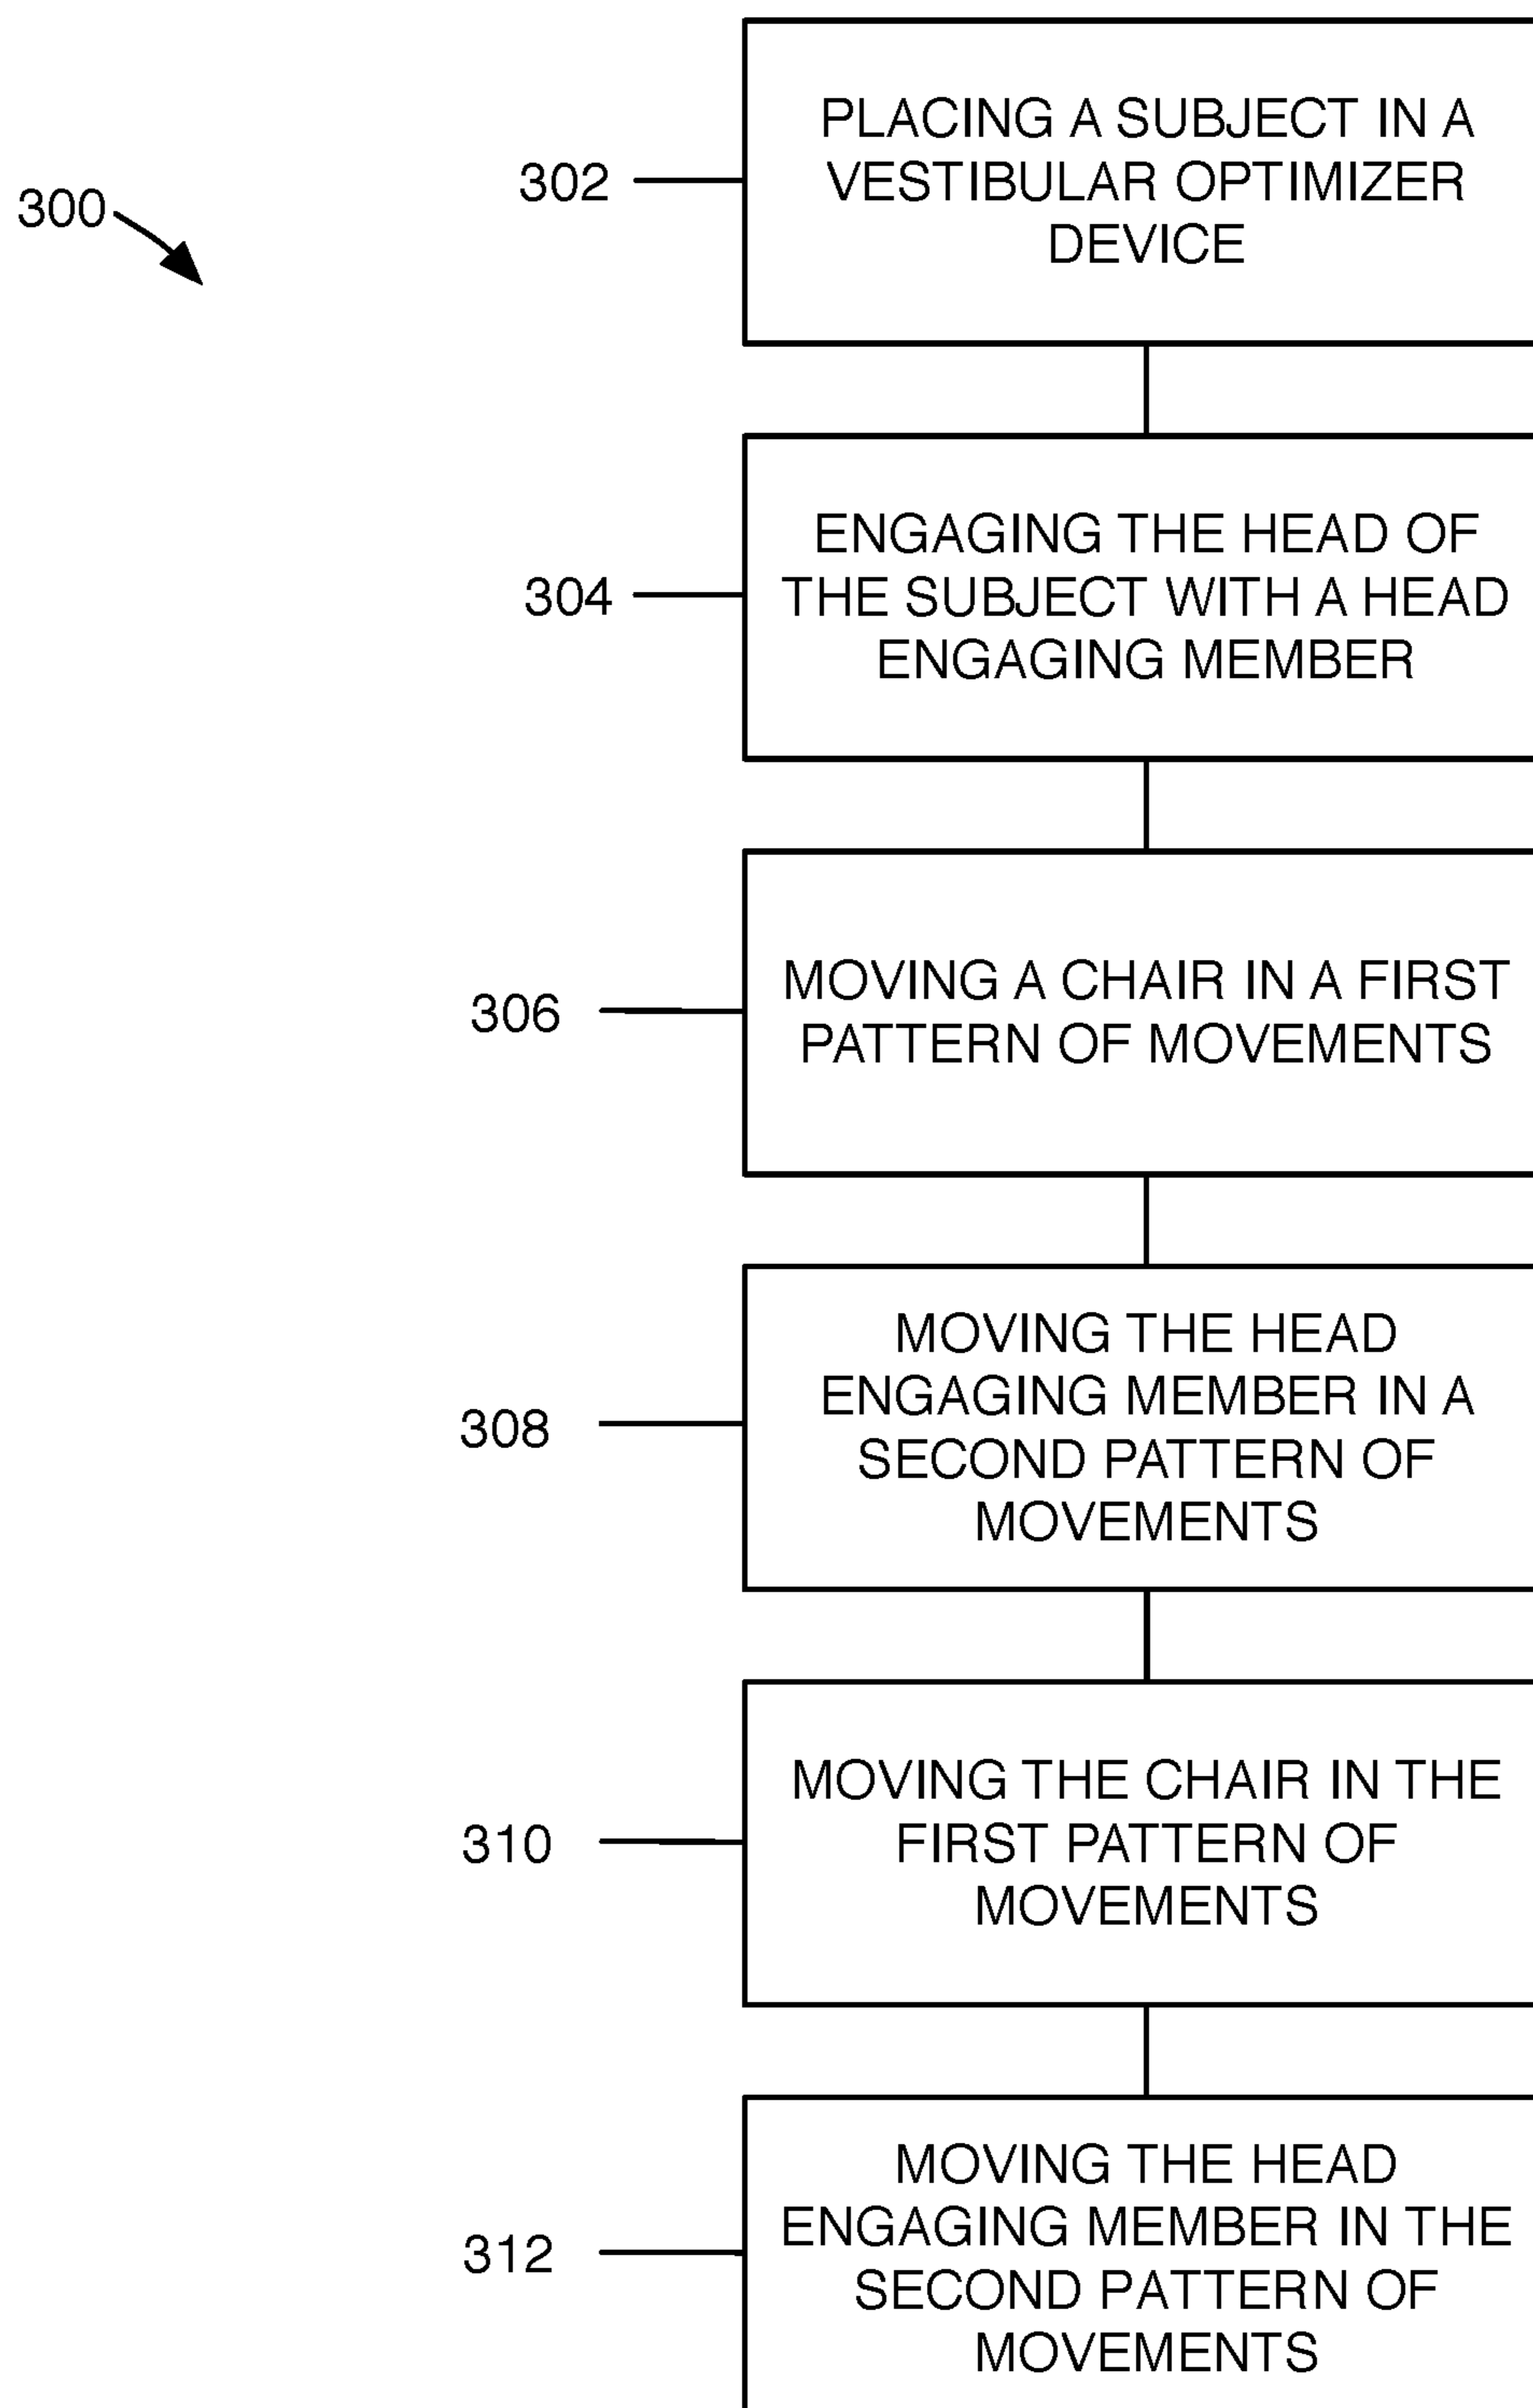 300
302
PLACING A SUBJECT IN A
VESTIBULAR OPTIMIZER
DEVICE
304
ENGAGING THE HEAD OF
THE SUBJECT WITH A HEAD
ENGAGING MEMBER
306
MOVING A CHAIR IN A FIRST
PATTERN OF MOVEMENTS
308
MOVING THE HEAD
ENGAGING MEMBER IN A
SECOND PATTERN OF
MOVEMENTS
310
MOVING THE CHAIR IN THE
FIRST PATTERN OF
MOVEMENTS
312
MOVING THE HEAD
ENGAGING MEMBER IN THE
SECOND PATTERN OF
MOVEMENTS